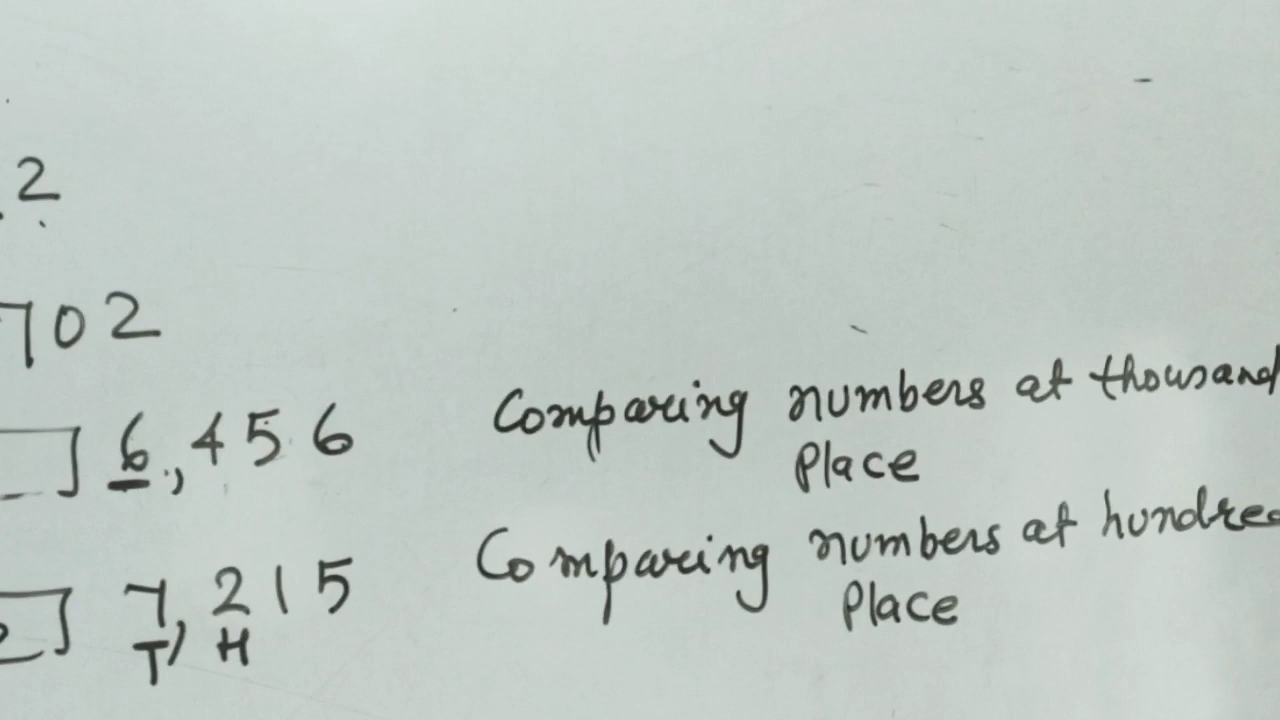 2
702
6,456 Comparing numbers at thousand
Place
7,215 Comparing numbers at hundred
Place
T, H